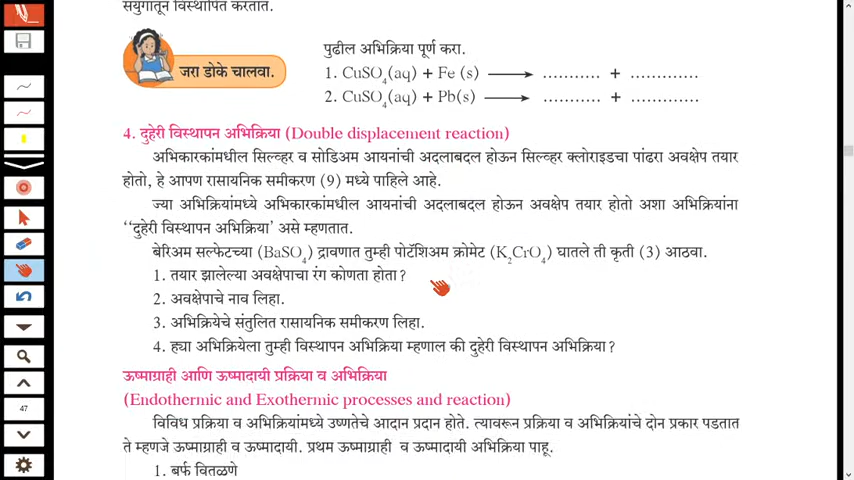 सयुगातून विस्थापित करतात.
जरा डोके चालवा.
पुढील अभिक्रिया पूर्ण करा.
1. CuSO₄(aq) + Fe (s) ⟶ ........... + .............
2. CuSO₄(aq) + Pb(s) ⟶ ........... + .............
4. दुहेरी विस्थापन अभिक्रिया (Double displacement reaction)
अभिकारकांमधील सिल्व्हर व सोडिअम आयनांची अदलाबदल होऊन सिल्व्हर क्लोराइडचा पांढरा अवक्षेप तयार
होतो, हे आपण रासायनिक समीकरण (9) मध्ये पाहिले आहे.
ज्या अभिक्रियांमध्ये अभिकारकांमधील आयनांची अदलाबदल होऊन अवक्षेप तयार होतो अशा अभिक्रियांना
‘‘दुहेरी विस्थापन अभिक्रिया’ असे म्हणतात.
बेरिअम सल्फेटच्या (BaSO₄) द्रावणात तुम्ही पोटॅशिअम क्रोमेट (K₂CrO₄) घातले ती कृती (3) आठवा.
1. तयार झालेल्या अवक्षेपाचा रंग कोणता होता?
2. अवक्षेपाचे नाव लिहा.
3. अभिक्रियेचे संतुलित रासायनिक समीकरण लिहा.
4. ह्या अभिक्रियेला तुम्ही विस्थापन अभिक्रिया म्हणाल की दुहेरी विस्थापन अभिक्रिया?
ऊष्माग्राही आणि ऊष्मादायी प्रक्रिया व अभिक्रिया
(Endothermic and Exothermic processes and reaction)
विविध प्रक्रिया व अभिक्रियांमध्ये उष्णतेचे आदान प्रदान होते. त्यावरून प्रक्रिया व अभिक्रियांचे दोन प्रकार पडतात
ते म्हणजे ऊष्माग्राही व ऊष्मादायी. प्रथम ऊष्माग्राही व ऊष्मादायी अभिक्रिया पाहू.
1. बर्फ वितळणे
47